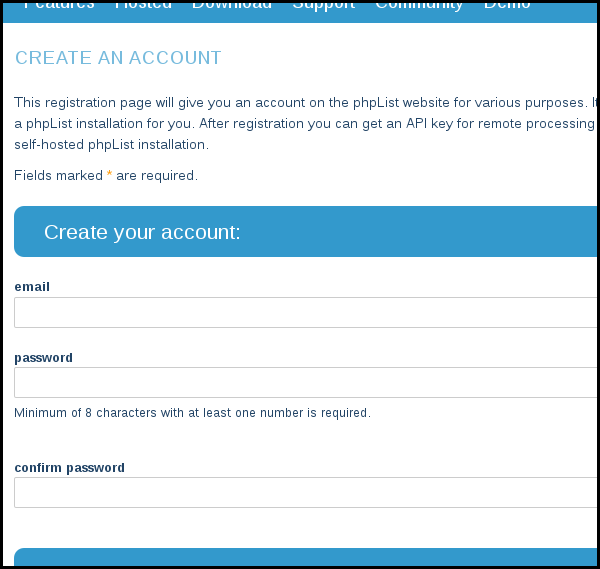 Features Hosted Download Support Community Demo
CREATE AN ACCOUNT
This registration page will give you an account on the phpList website for various purposes. It
a phpList installation for you. After registration you can get an API key for remote processing
self-hosted phpList installation.
Fields marked * are required.
Create your account:
email
password
Minimum of 8 characters with at least one number is required.
confirm password